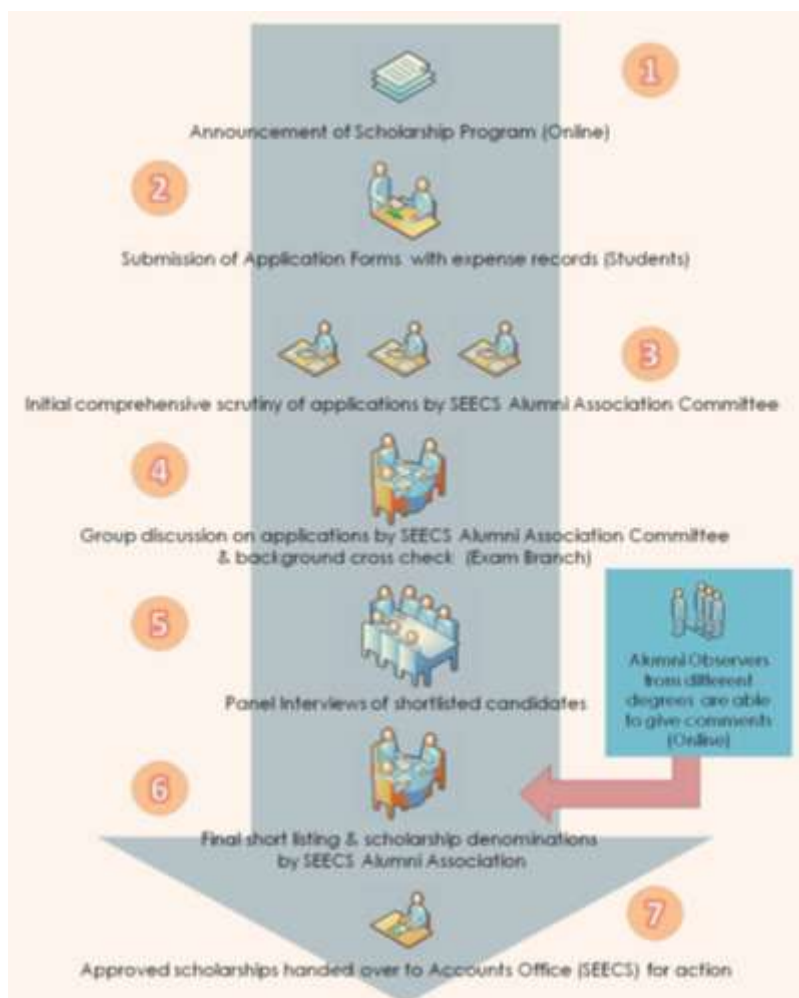 1
Announcement of Scholarship Program (Online)
2
Submission of Application Forms with expense records (Students)
3
Initial comprehensive scrutiny of applications by SEECS Alumni Association Committee
4
Group discussion on applications by SEECS Alumni Association Committee
& background cross check (Exam Branch)
5
Panel Interviews of shortlisted candidates
Alumni Observers
from different
degrees are able
to give comments
(Online)
6
Final short listing & scholarship denominations
by SEECS Alumni Association
7
Approved scholarships handed over to Accounts Office (SEECS) for action